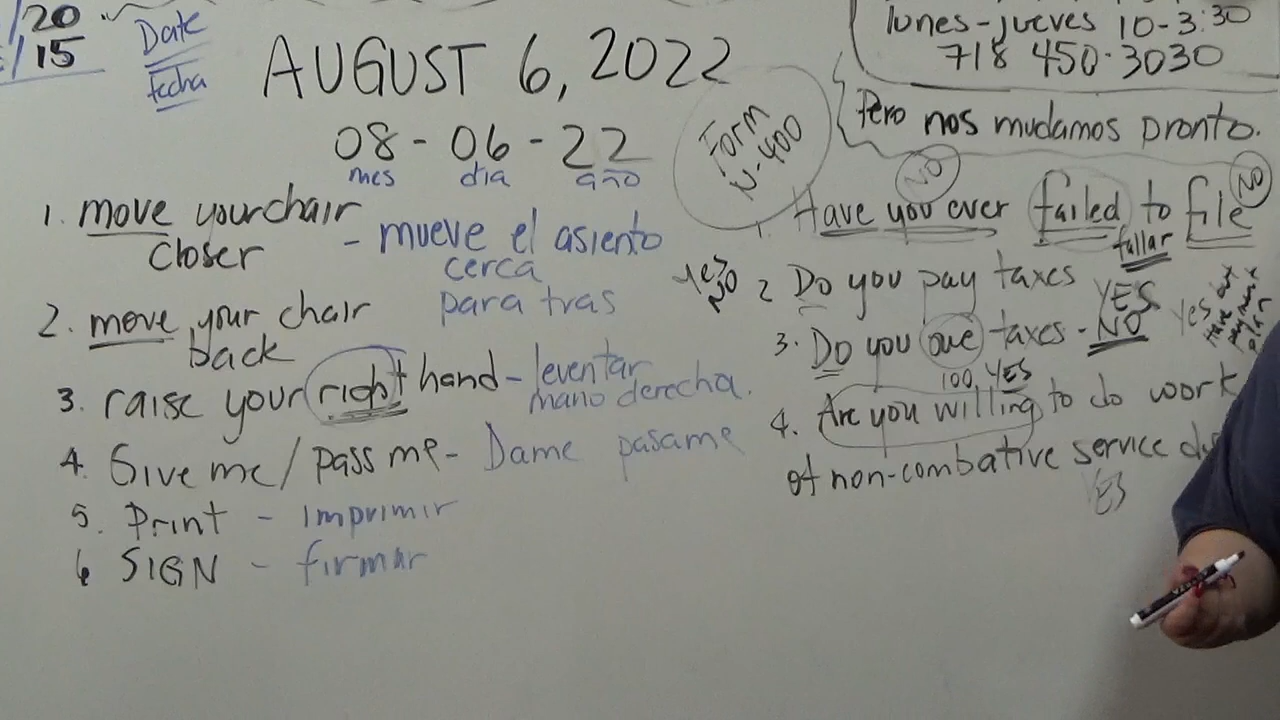 /20
/15
Date
fecha
AUGUST 6, 2022
08 - 06 - 22
mes dia año
lunes-jueves 10-3:30
718 450-3030
Pero nos mudamos pronto.
Form
N-400
1. move your chair
closer
- mueve el asiento
cerca
2. move your chair
back
para tras
3. raise your right hand - leventar
mano derecha.
4. Give me / pass me - Dame pasame
5. Print - Imprimir
6 SIGN - firmar
NO NO
1. Have you ever failed to file
fallar
Yes
NO
2 Do you pay taxes YES
3. Do you owe taxes - NO
Yes
100, YES
4. Are you willing to do work
of non-combative service
YES